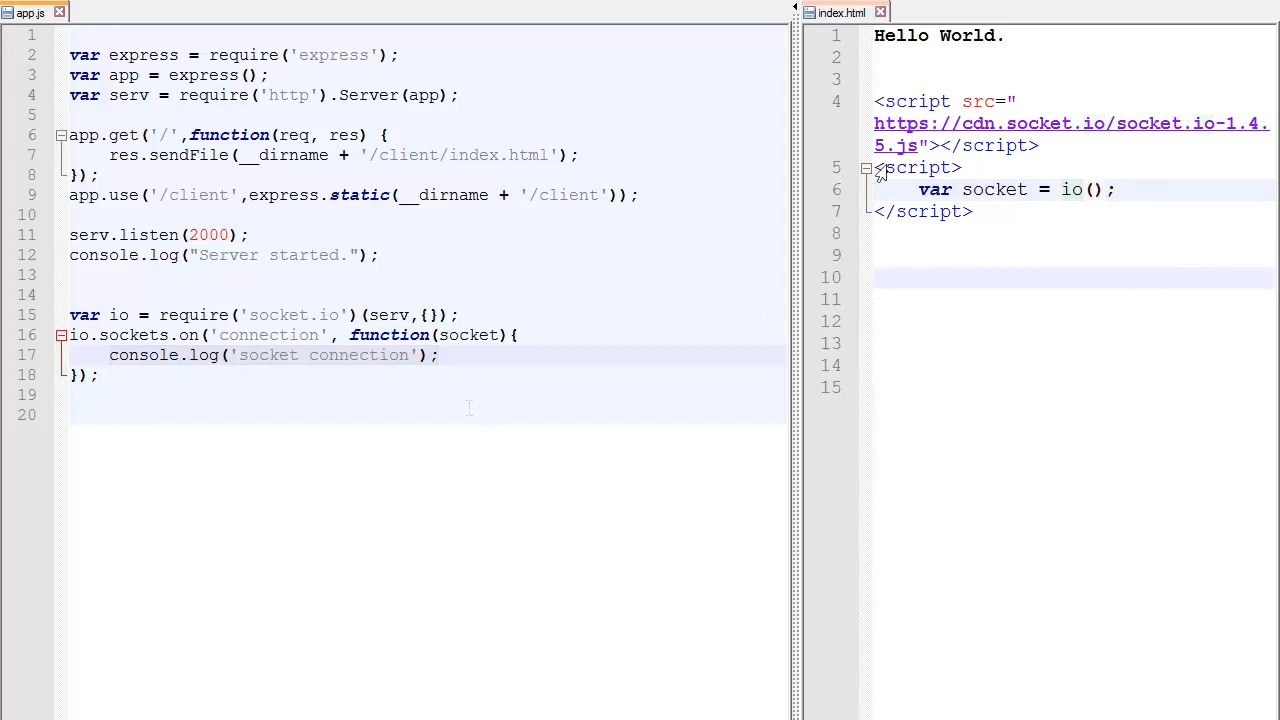 app.js
1
2 var express = require('express');
3 var app = express();
4 var serv = require('http').Server(app);
5
6 app.get('/',function(req, res) {
7 res.sendFile(__dirname + '/client/index.html');
8 });
9 app.use('/client',express.static(__dirname + '/client'));
10
11 serv.listen(2000);
12 console.log("Server started.");
13
14
15 var io = require('socket.io')(serv,{});
16 io.sockets.on('connection', function(socket){
17 console.log('socket connection');
18 });
19
20
index.html
1 Hello World.
2
3
4 <script src="
https://cdn.socket.io/socket.io-1.4.
5.js"></script>
5 <script>
6 var socket = io();
7 </script>
8
9
10
11
12
13
14
15